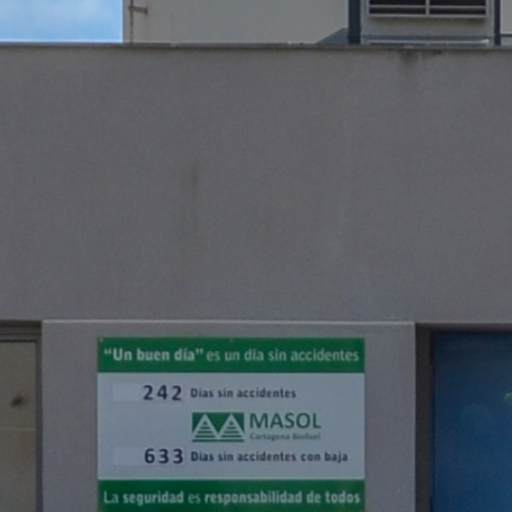 “Un buen día” es un día sin accidentes
242 Días sin accidentes
MASOL
Cartagena Biofuel
633 Días sin accidentes con baja
La seguridad es responsabilidad de todos